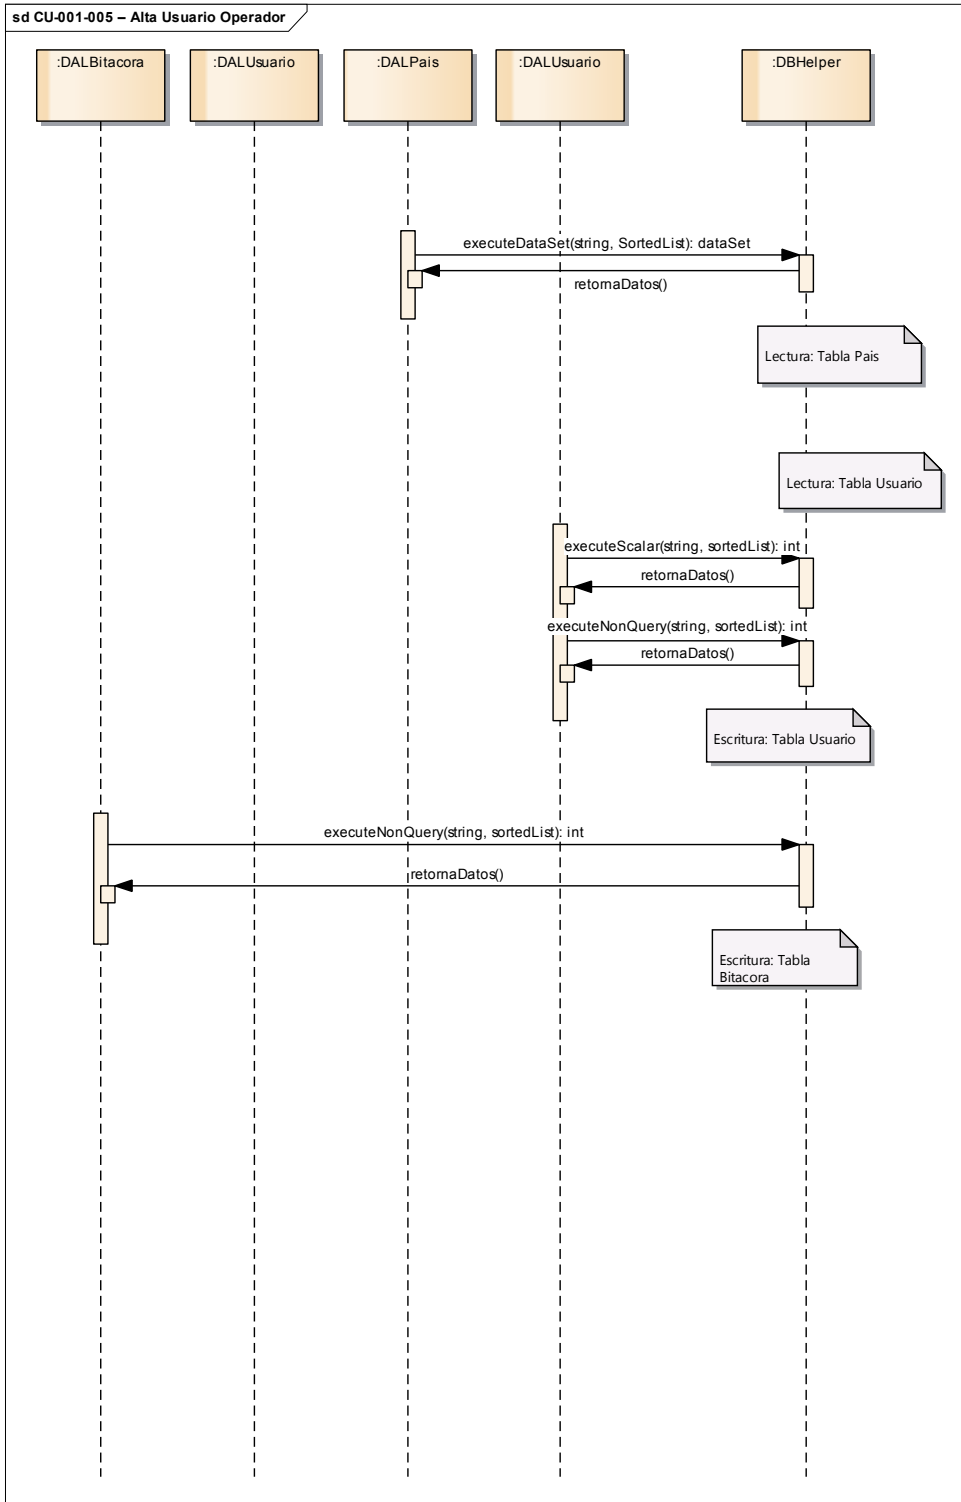 sd CU-001-005 – Alta Usuario Operador
:DALBitacora
:DALUsuario
:DALPais
:DALUsuario
:DBHelper
executeDataSet(string, SortedList): dataSet
retornaDatos()
Lectura: Tabla Pais
Lectura: Tabla Usuario
executeScalar(string, sortedList): int
retornaDatos()
executeNonQuery(string, sortedList): int
retornaDatos()
Escritura: Tabla Usuario
executeNonQuery(string, sortedList): int
retornaDatos()
Escritura: Tabla
Bitacora